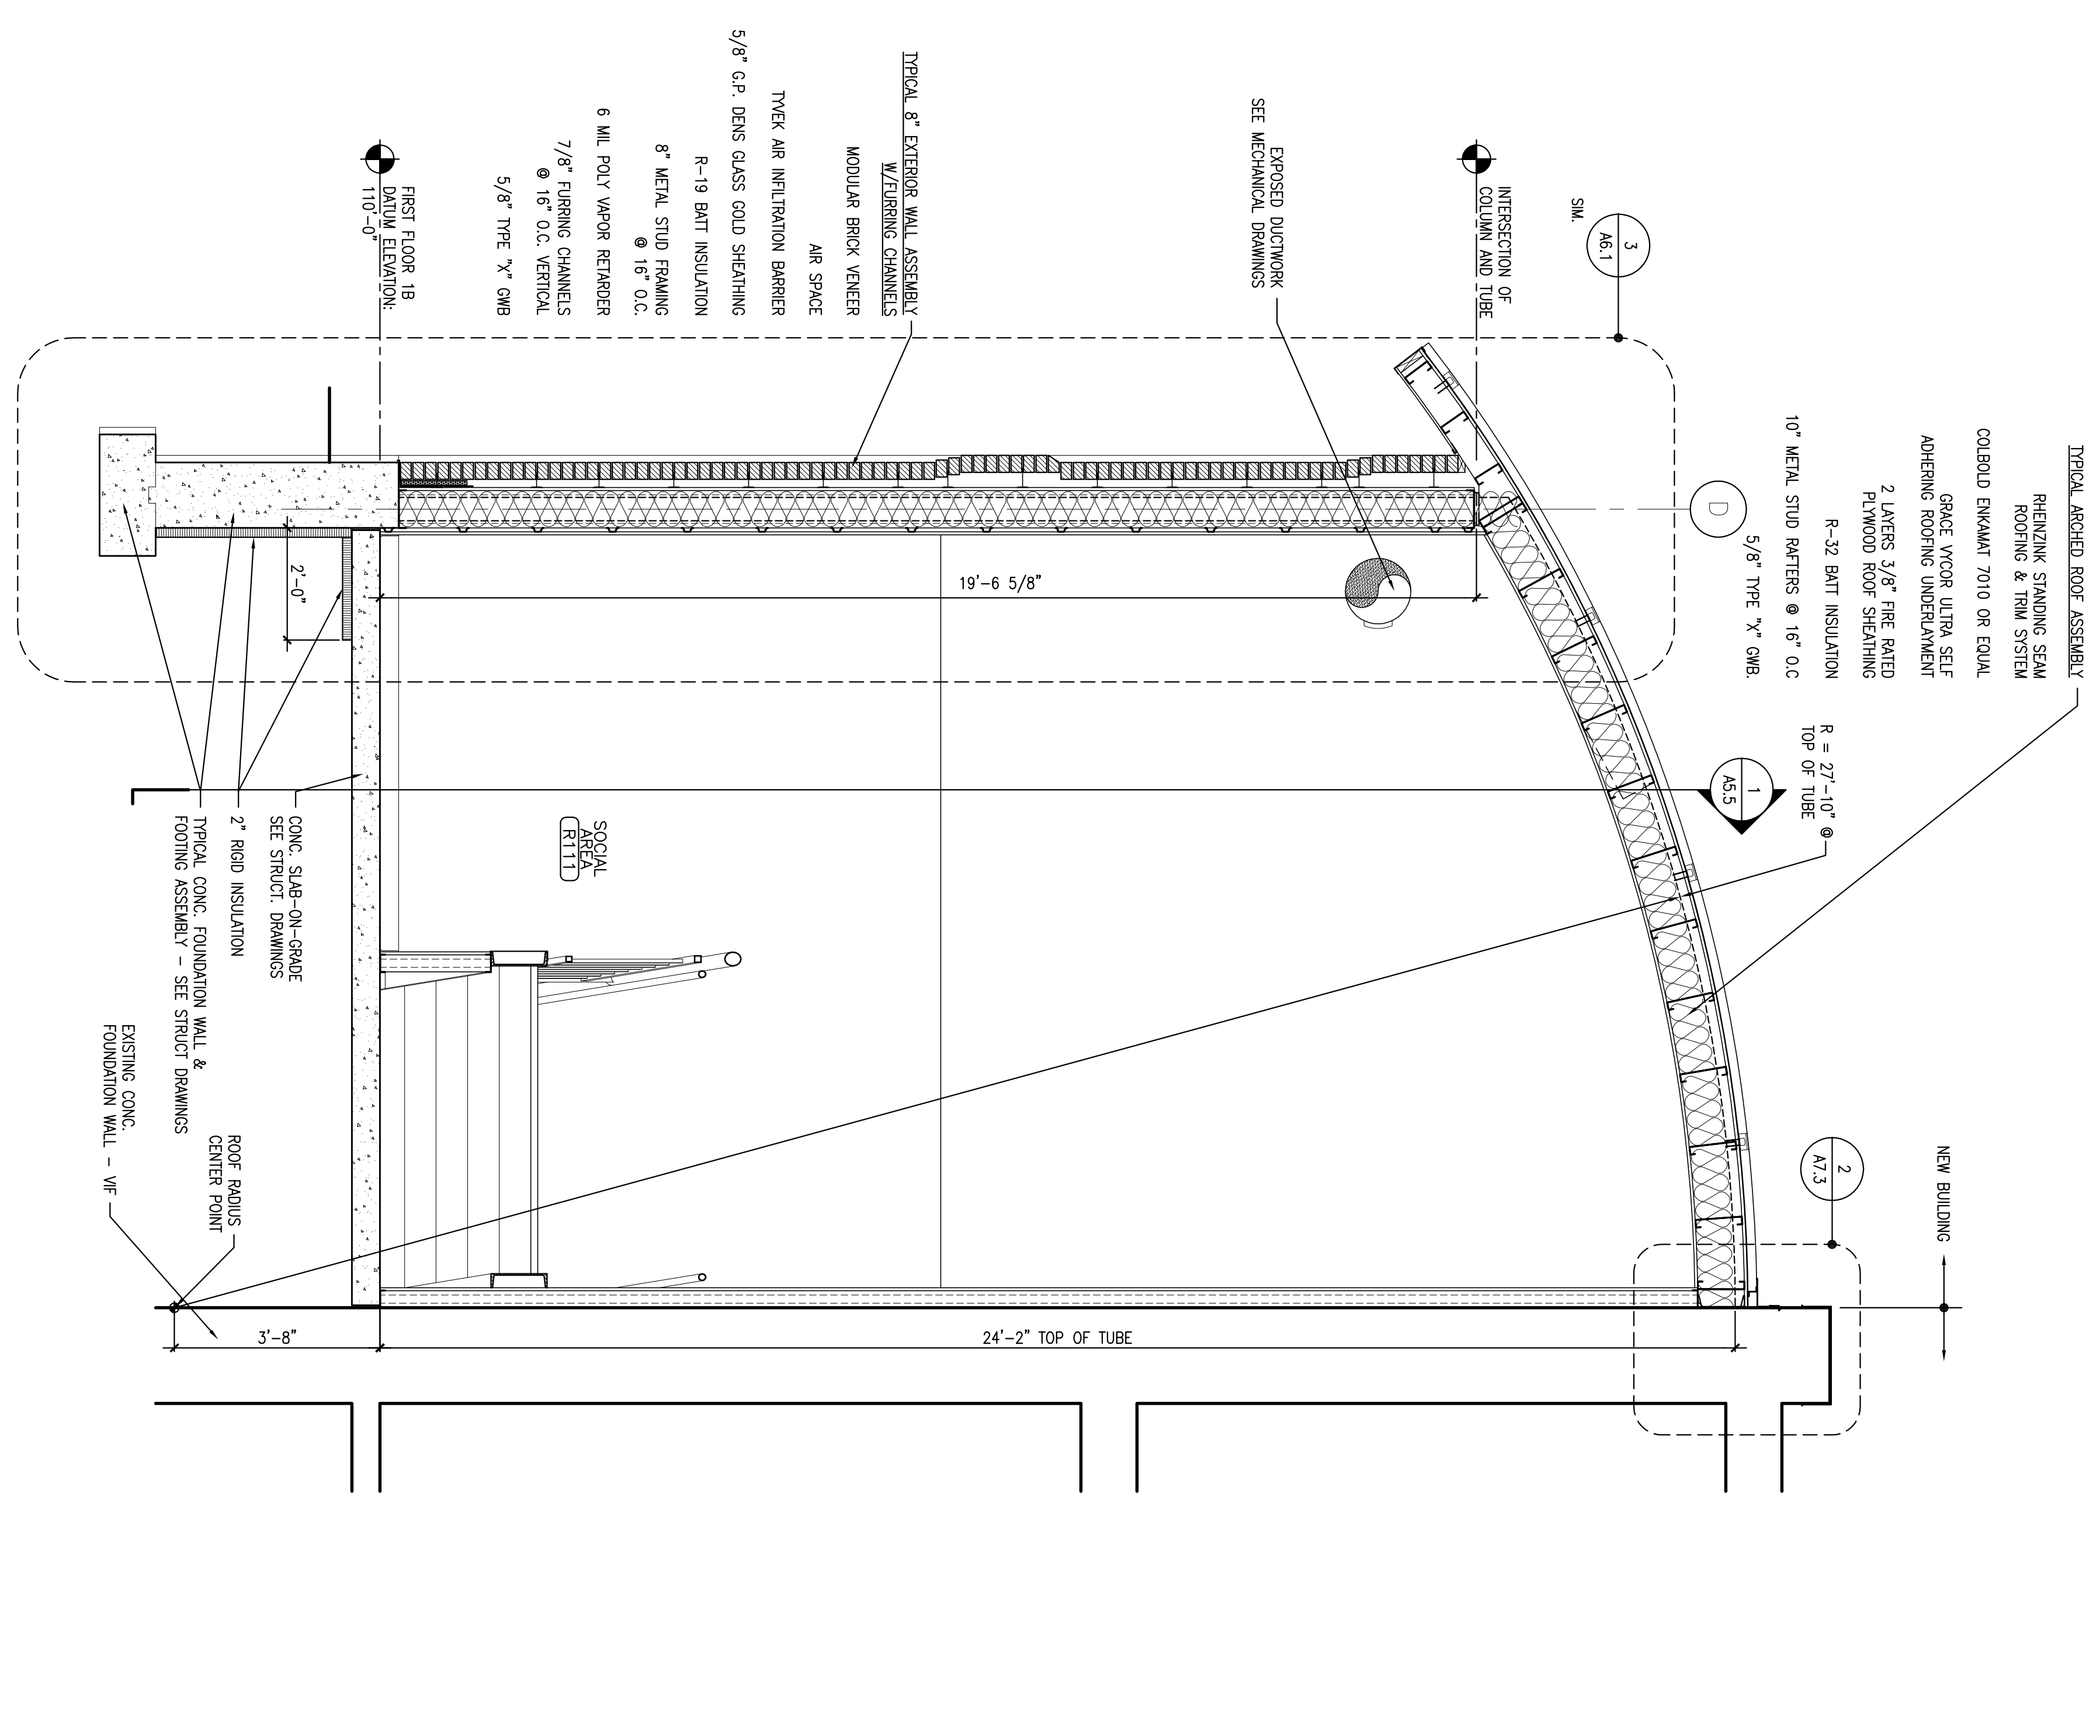 TYPICAL ARCHED ROOF ASSEMBLY
RHEINZINK STANDING SEAM
ROOFING & TRIM SYSTEM
COLBOLD ENKAMAT 7010 OR EQUAL
GRACE VYCOR ULTRA SELF
ADHERING ROOFING UNDERLAYMENT
2 LAYERS 3/8" FIRE RATED
PLYWOOD ROOF SHEATHING
R-32 BATT INSULATION
10" METAL STUD RAFTERS @ 16" O.C
5/8" TYPE "X" GWB.
R = 27'-10" @
TOP OF TUBE
NEW BUILDING
2
A7.3
1
A5.5
D
3
A6.1
SIM.
INTERSECTION OF
COLUMN AND TUBE
EXPOSED DUCTWORK
SEE MECHANICAL DRAWINGS
TYPICAL 8" EXTERIOR WALL ASSEMBLY
W/FURRING CHANNELS
MODULAR BRICK VENEER
AIR SPACE
TYVEK AIR INFILTRATION BARRIER
5/8" G.P. DENS GLASS GOLD SHEATHING
R-19 BATT INSULATION
8" METAL STUD FRAMING
@ 16" O.C.
6 MIL POLY VAPOR RETARDER
7/8" FURRING CHANNELS
@ 16" O.C. VERTICAL
5/8" TYPE "X" GWB
FIRST FLOOR 1B
DATUM ELEVATION:
110'-0"
19'-6 5/8"
2'-0"
SOCIAL
AREA
R111
24'-2" TOP OF TUBE
3'-8"
CONC. SLAB-ON-GRADE
SEE STRUCT. DRAWINGS
2" RIGID INSULATION
TYPICAL CONC. FOUNDATION WALL &
FOOTING ASSEMBLY - SEE STRUCT DRAWINGS
ROOF RADIUS
CENTER POINT
EXISTING CONC.
FOUNDATION WALL - VIF